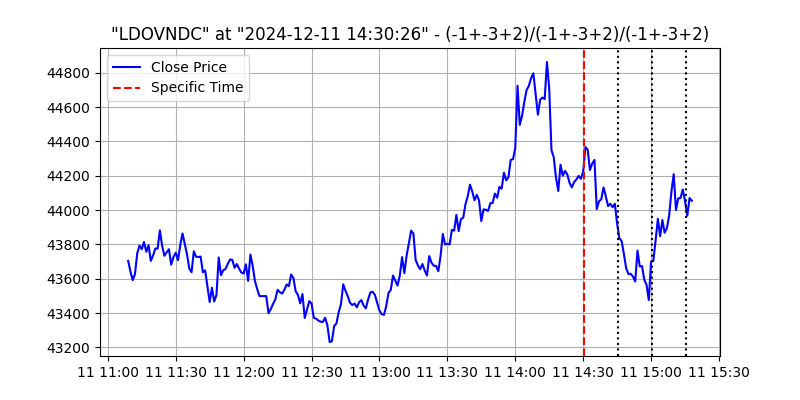 "LDOVNDC" at "2024-12-11 14:30:26" - (-1+-3+2)/(-1+-3+2)/(-1+-3+2)
Close Price
Specific Time
44800
44600
44400
44200
44000
43800
43600
43400
43200
11 11:00 11 11:30 11 12:00 11 12:30 11 13:00 11 13:30 11 14:00 11 14:30 11 15:00 11 15:30